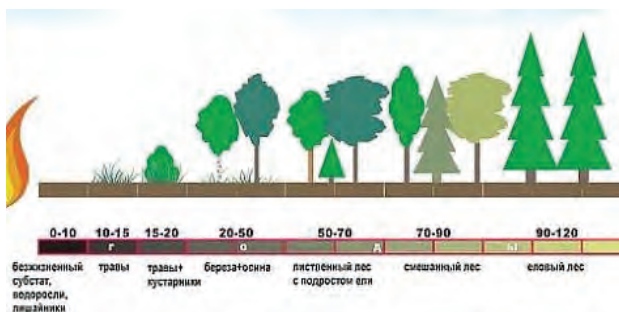 0-10 10-15 15-20 20-50 50-70 70-90 90-120
г о д ы
безжизненный субстат, водоросли, лишайники
травы
травы+
кустарники
береза+осина
лиственный лес
с подростом ели
смешанный лес
еловый лес